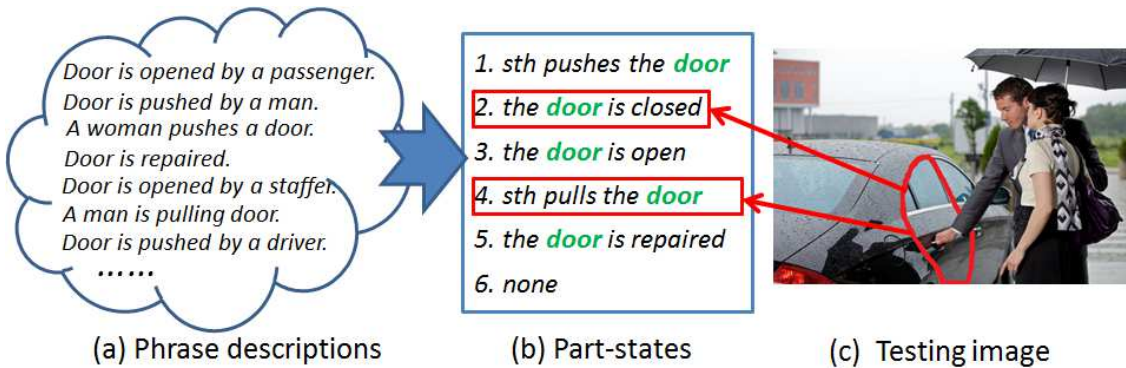 Door is opened by a passenger.
Door is pushed by a man.
A woman pushes a door.
Door is repaired.
Door is opened by a staffer.
A man is pulling door.
Door is pushed by a driver.
......
1. sth pushes the door
2. the door is closed
3. the door is open
4. sth pulls the door
5. the door is repaired
6. none
(a) Phrase descriptions
(b) Part-states
(c) Testing image